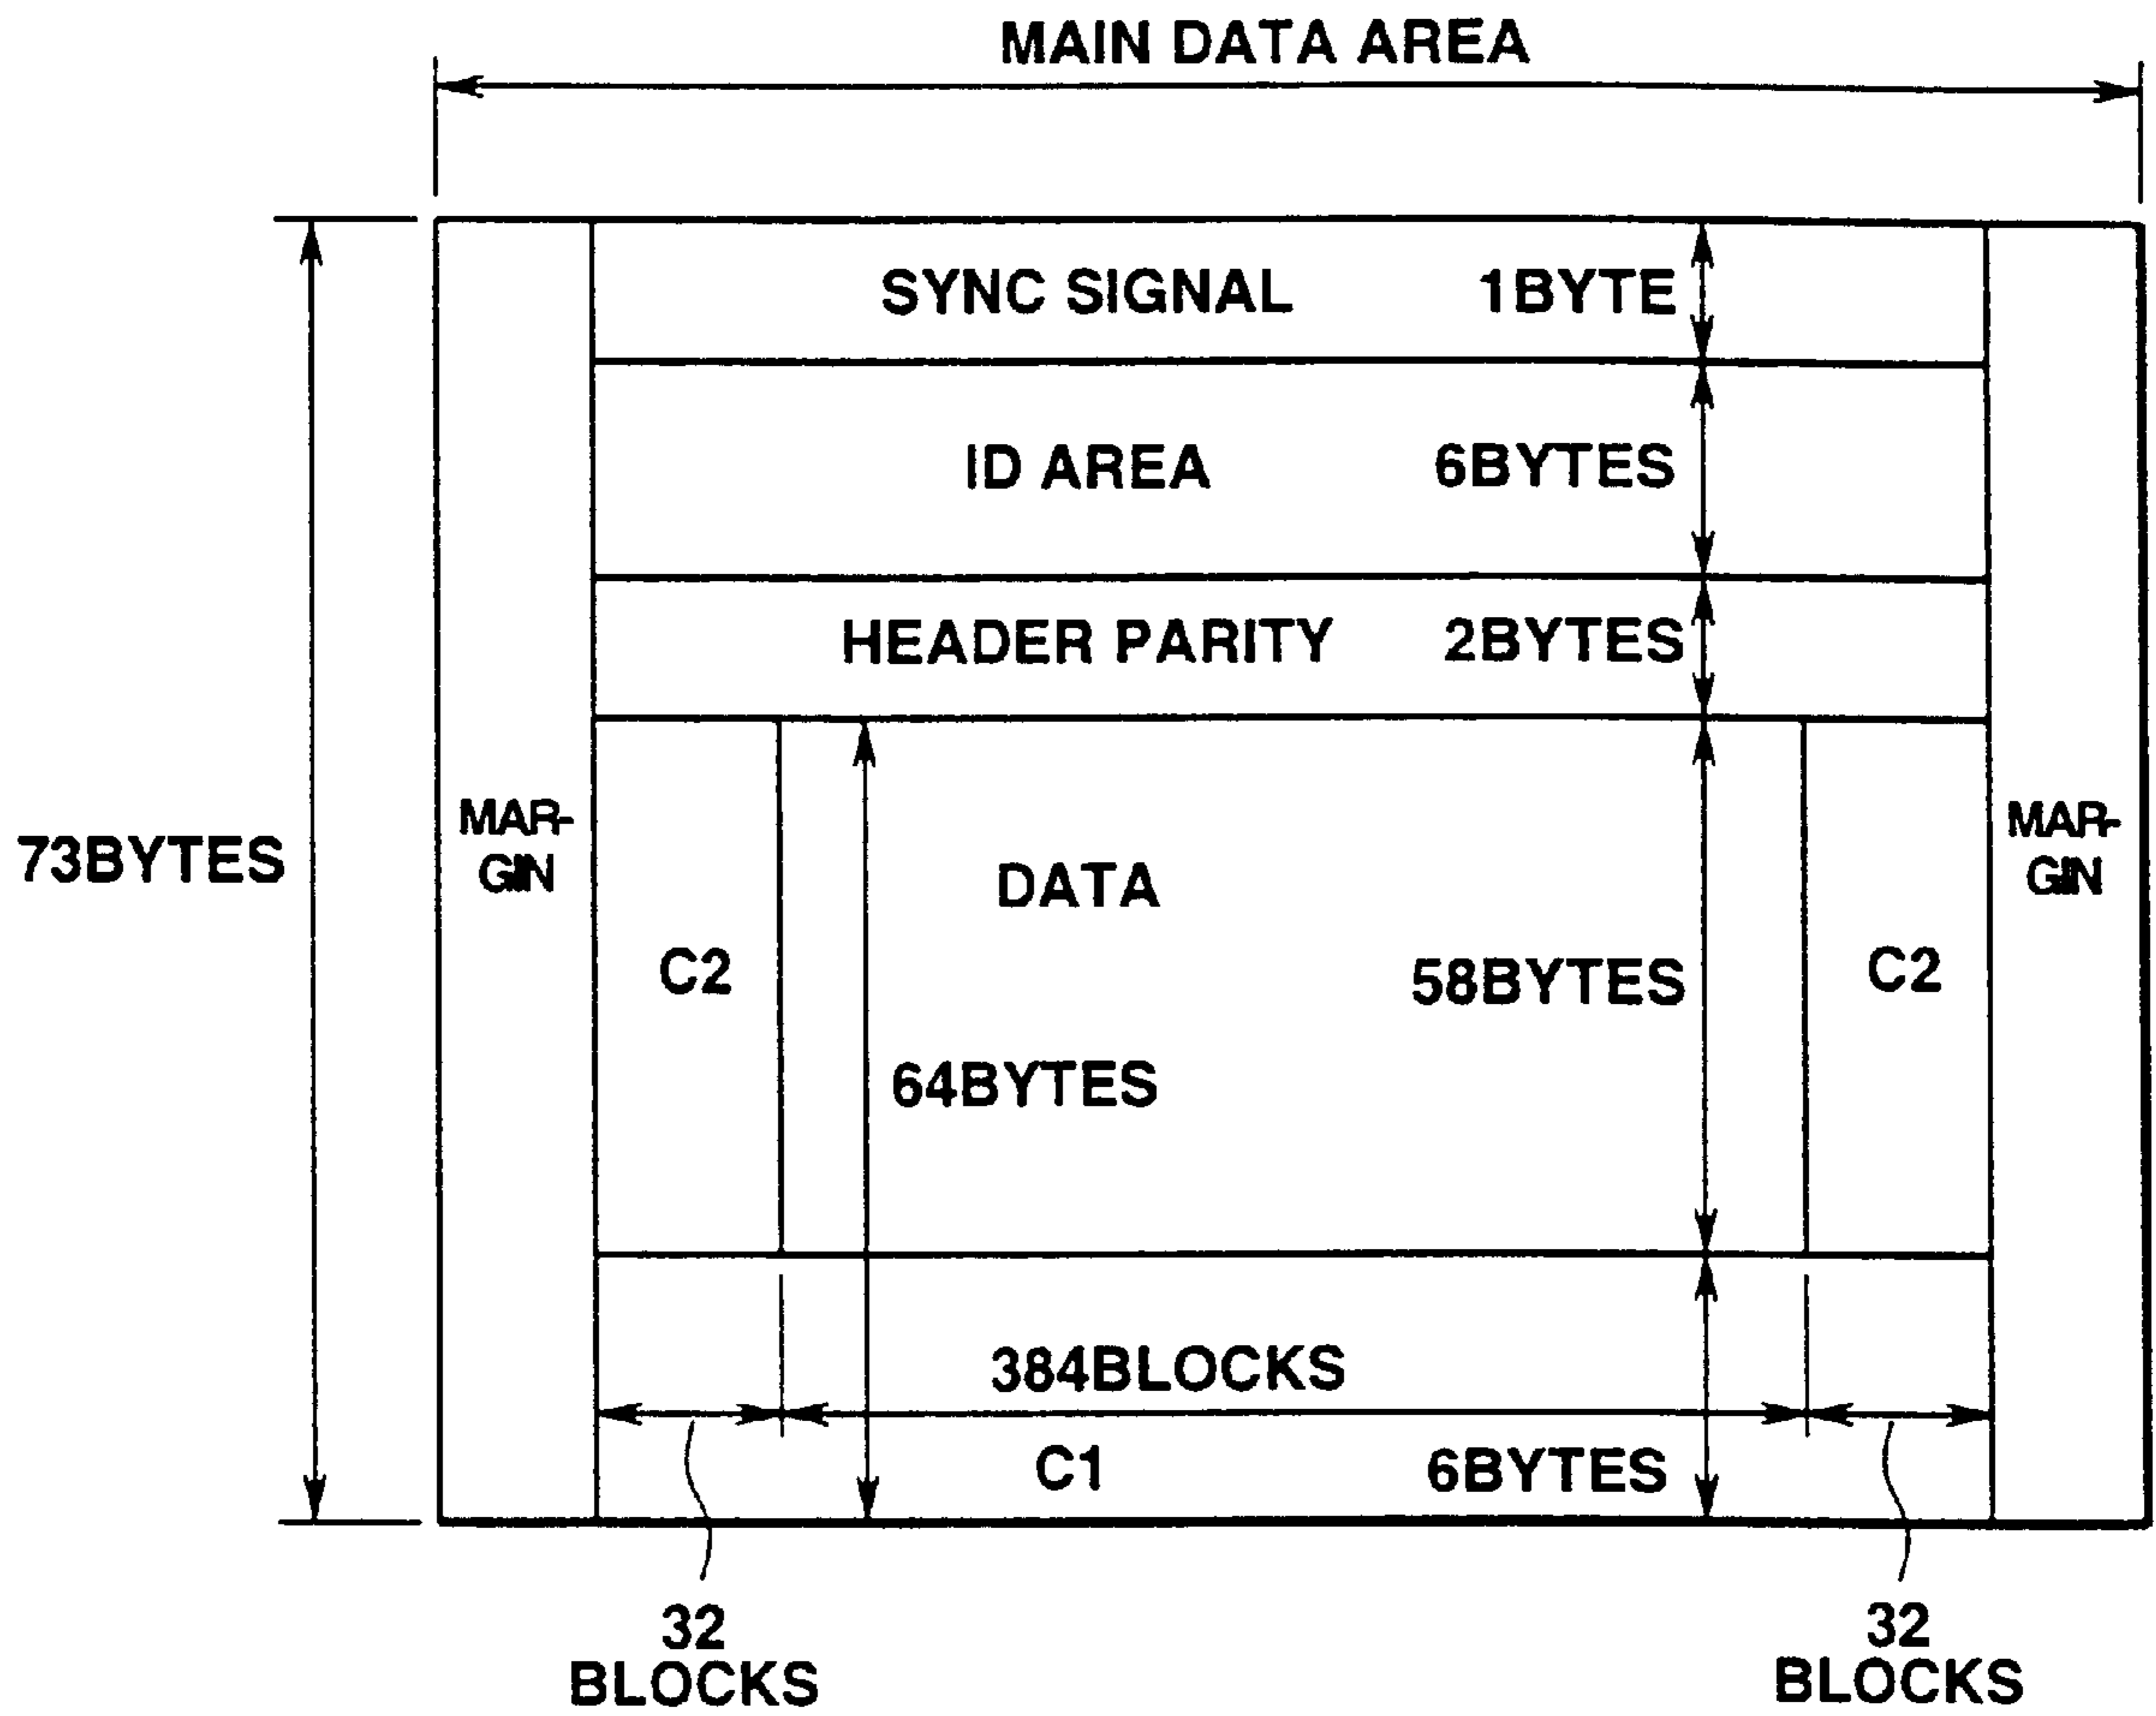 MAIN DATA AREA
SYNC SIGNAL 1BYTE
ID AREA 6BYTES
HEADER PARITY 2BYTES
73BYTES
MAR-
GIN
DATA
MAR-
GIN
C2
58BYTES
C2
64BYTES
384BLOCKS
C1
6BYTES
32
BLOCKS
32
BLOCKS